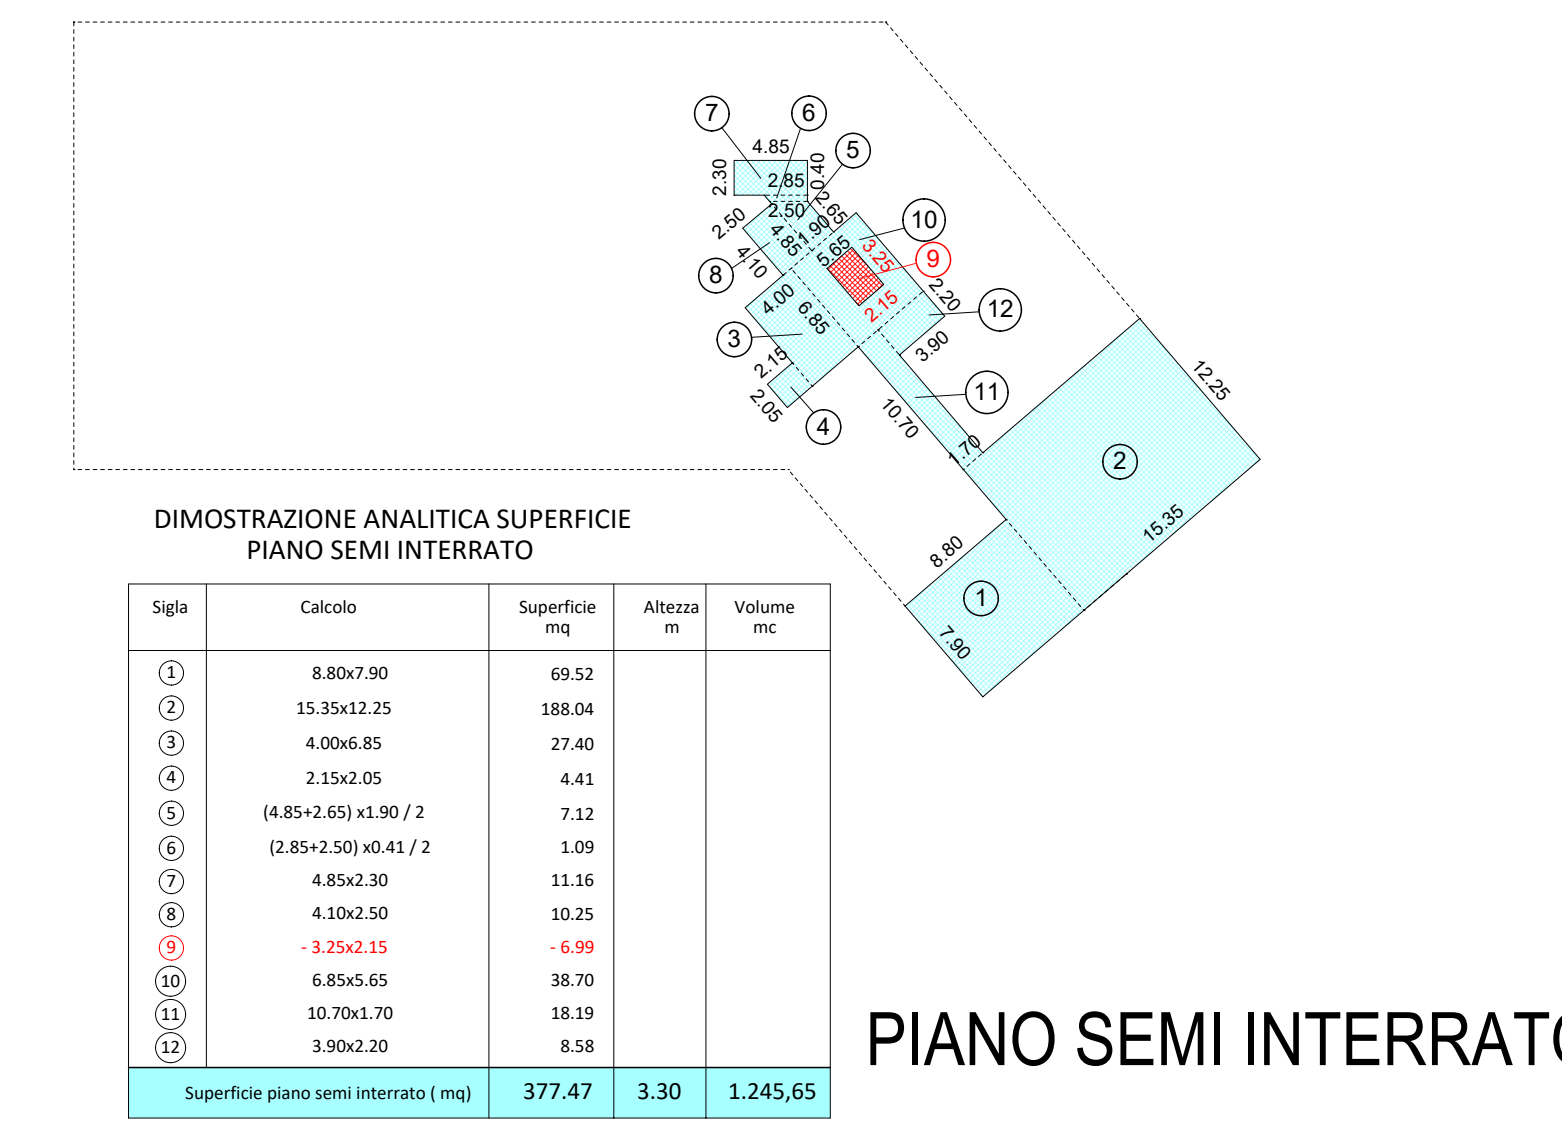 7
6
5
4.85
2.30
2.85
0.40
2.50
2.50
2.65
10
4.85
1.90
4.10
5.65
3.25
9
8
2.20
12
4.00
6.85
2.15
3
3.90
2.15
2.05
4
11
10.70
1.70
12.25
2
15.35
8.80
1
7.90
DIMOSTRAZIONE ANALITICA SUPERFICIE
PIANO SEMI INTERRATO
Sigla Calcolo Superficie Altezza Volume
mq m mc
1 8.80x7.90 69.52
2 15.35x12.25 188.04
3 4.00x6.85 27.40
4 2.15x2.05 4.41
5 (4.85+2.65) x1.90 / 2 7.12
6 (2.85+2.50) x0.41 / 2 1.09
7 4.85x2.30 11.16
8 4.10x2.50 10.25
9 - 3.25x2.15 - 6.99
10 6.85x5.65 38.70
11 10.70x1.70 18.19
12 3.90x2.20 8.58
Superficie piano semi interrato ( mq) 377.47 3.30 1.245,65
PIANO SEMI INTERRATO